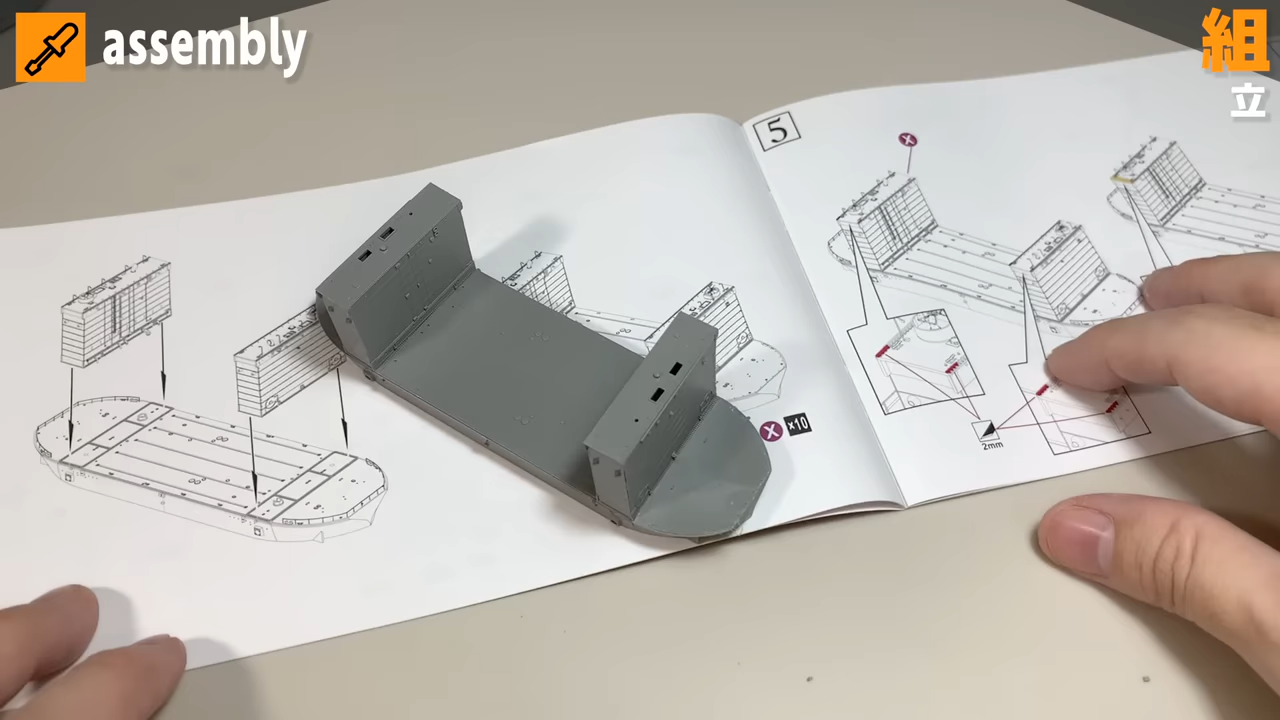 assembly
組
立
5
X
X x10
2mm